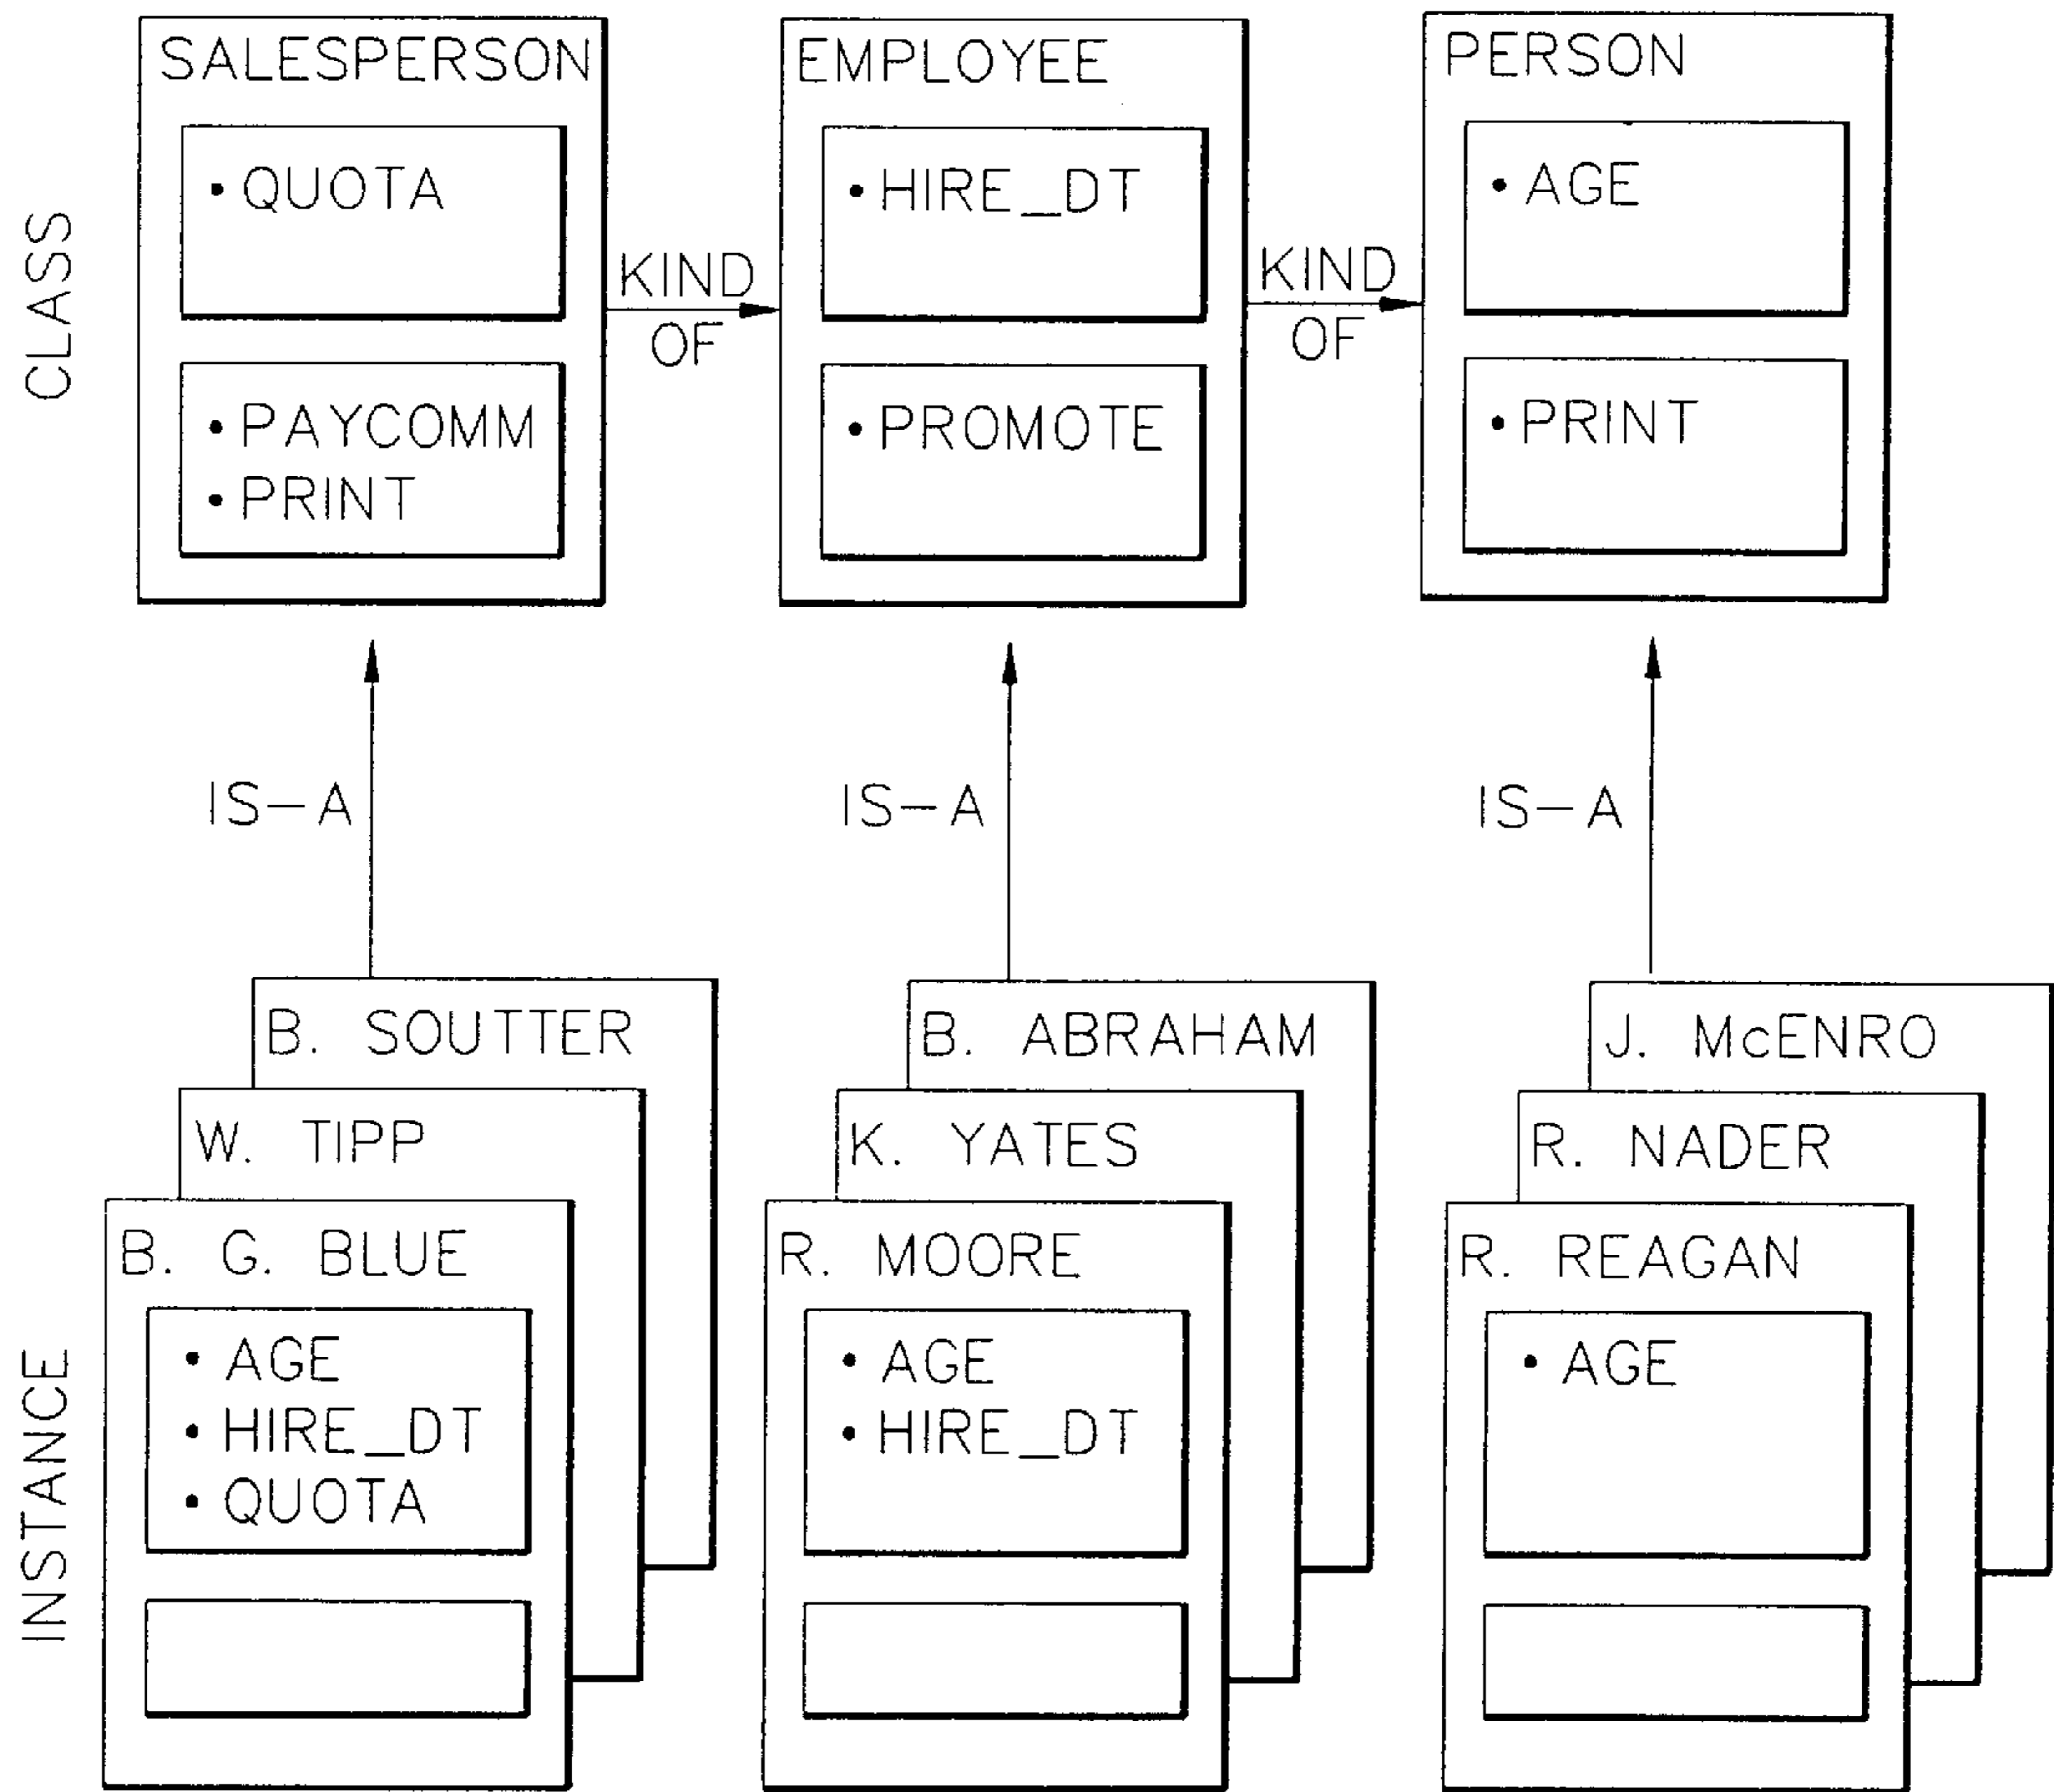 CLASS
SALESPERSON
• QUOTA
• PAYCOMM
• PRINT
KIND
OF
EMPLOYEE
• HIRE_DT
• PROMOTE
KIND
OF
PERSON
• AGE
• PRINT
IS-A
IS-A
IS-A
INSTANCE
B. SOUTTER
W. TIPP
B. G. BLUE
• AGE
• HIRE_DT
• QUOTA
B. ABRAHAM
K. YATES
R. MOORE
• AGE
• HIRE_DT
J. McENRO
R. NADER
R. REAGAN
• AGE